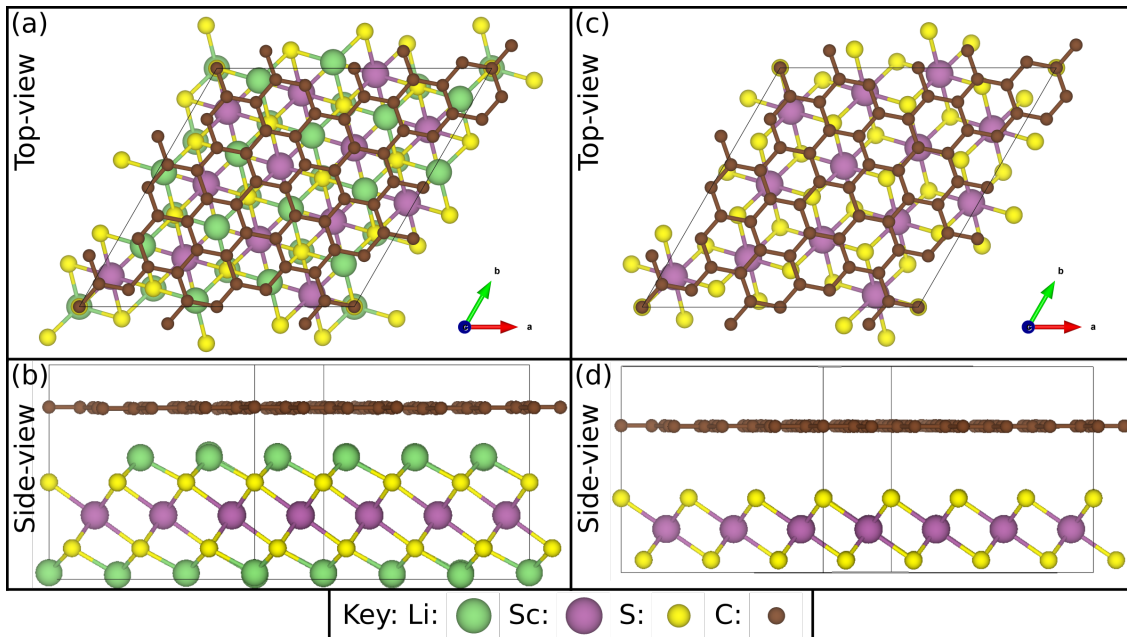 (a)
Top-view
b
a
(c)
Top-view
b
a
(b)
Side-view
(d)
Side-view
Key: Li: Sc: S: C: